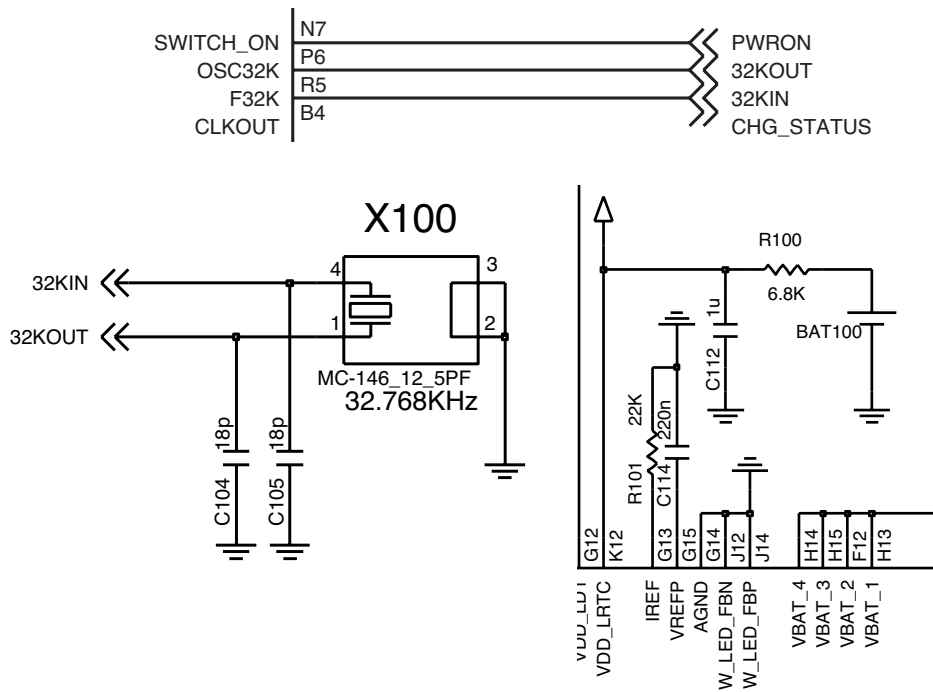 SWITCH_ON
N7
PWRON
OSC32K
P6
32KOUT
F32K
R5
32KIN
CLKOUT
B4
CHG_STATUS
X100
32KIN
4
3
32KOUT
1
2
MC-146_12_5PF
32.768KHz
18p
18p
C104
C105
R100
6.8K
1u
C112
BAT100
22K
220n
R101
C114
G12
K12
G13
G15
G14
J12
J14
H14
H15
F12
H13
VDD_LRTC
IREF
VREFP
AGND
W_LED_FBN
W_LED_FBP
VBAT_4
VBAT_3
VBAT_2
VBAT_1